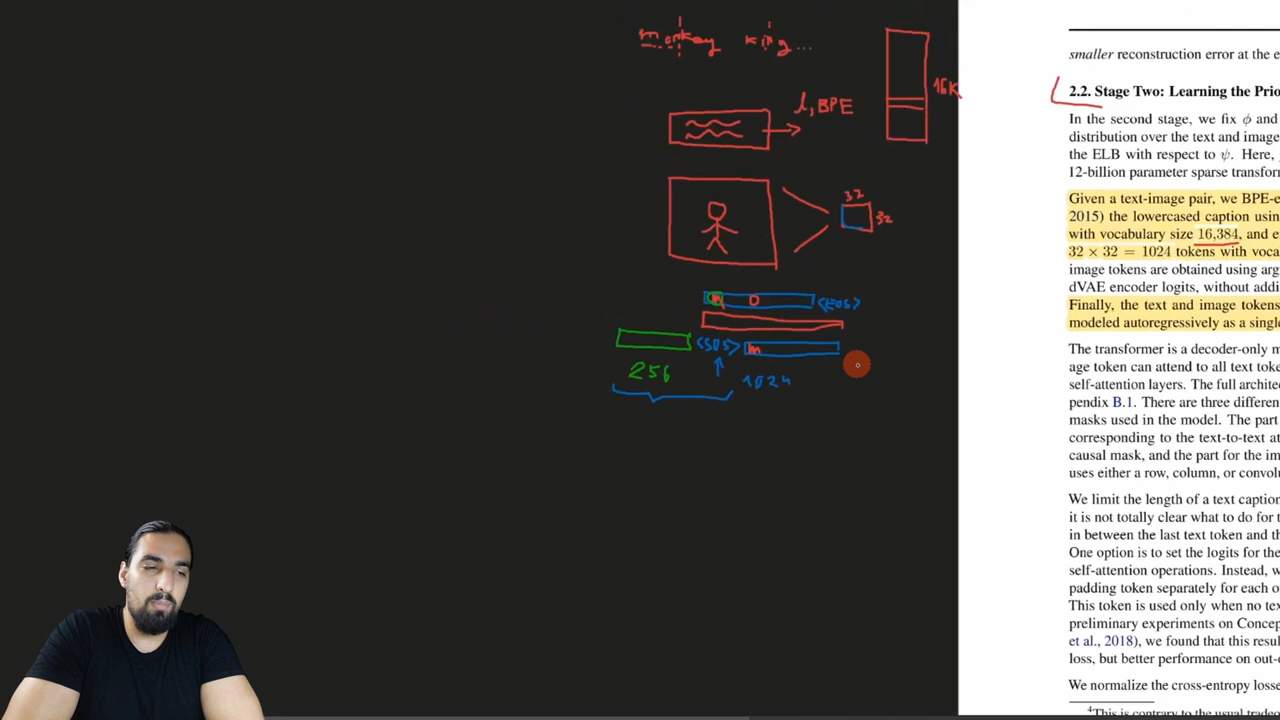 monkey king...
16K
l, BPE
32
32
m o <EOS>
<SOS> m
256
1024
smaller reconstruction error at the e
2.2. Stage Two: Learning the Prio
In the second stage, we fix ϕ and
distribution over the text and image
the ELB with respect to ψ. Here,
12-billion parameter sparse transfor
Given a text-image pair, we BPE-e
2015) the lowercased caption usin
with vocabulary size 16,384, and e
32 × 32 = 1024 tokens with voca
image tokens are obtained using arg
dVAE encoder logits, without addi
Finally, the text and image tokens
modeled autoregressively as a singl
The transformer is a decoder-only m
age token can attend to all text toke
self-attention layers. The full archite
pendix B.1. There are three differen
masks used in the model. The part
corresponding to the text-to-text at
causal mask, and the part for the im
uses either a row, column, or convolu
We limit the length of a text caption
it is not totally clear what to do for t
in between the last text token and th
One option is to set the logits for the
self-attention operations. Instead, w
padding token separately for each o
This token is used only when no tex
preliminary experiments on Concep
et al., 2018), we found that this resul
loss, but better performance on out-o
We normalize the cross-entropy losse
4This is contrary to the usual tradeo